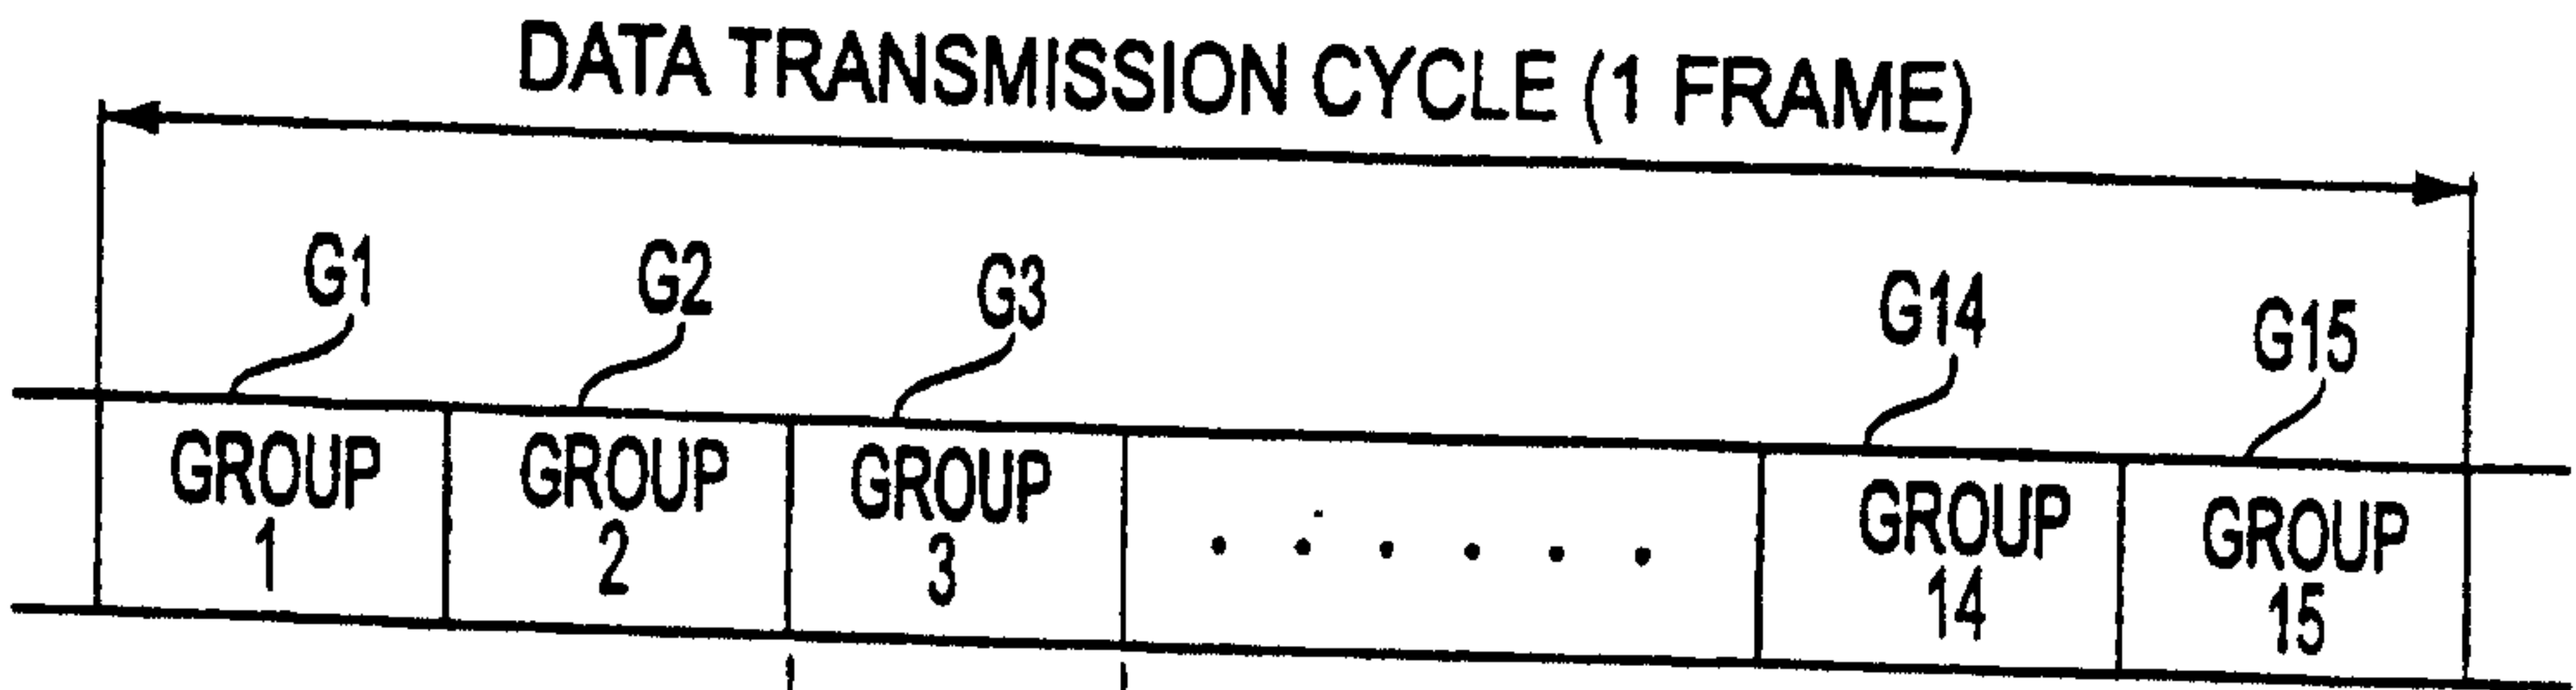 DATA TRANSMISSION CYCLE (1 FRAME)
G1 G2 G3 G14 G15
GROUP 1
GROUP 2
GROUP 3
. . . . . .
GROUP 14
GROUP 15